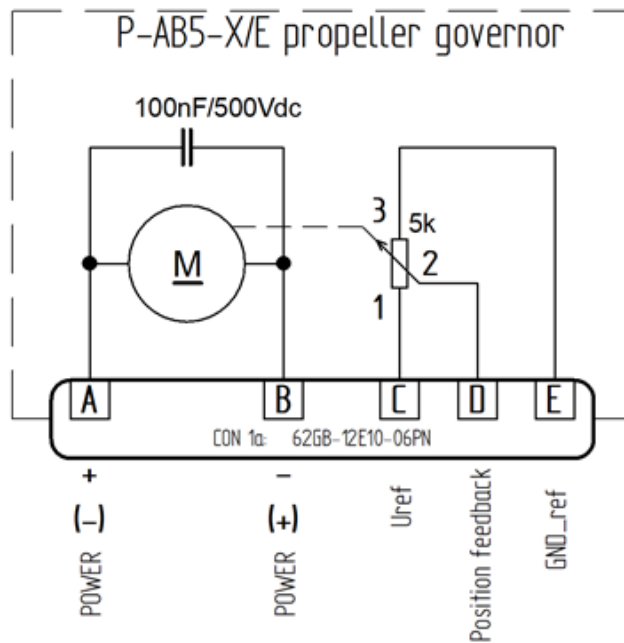 P-AB5-X/E propeller governor
100nF/500Vdc
M
3
5k
2
1
A
B
C
D
E
CON 1a: 62GB-12E10-06PN
+
-
(-)
(+)
POWER
POWER
Uref
Position feedback
GND_ref